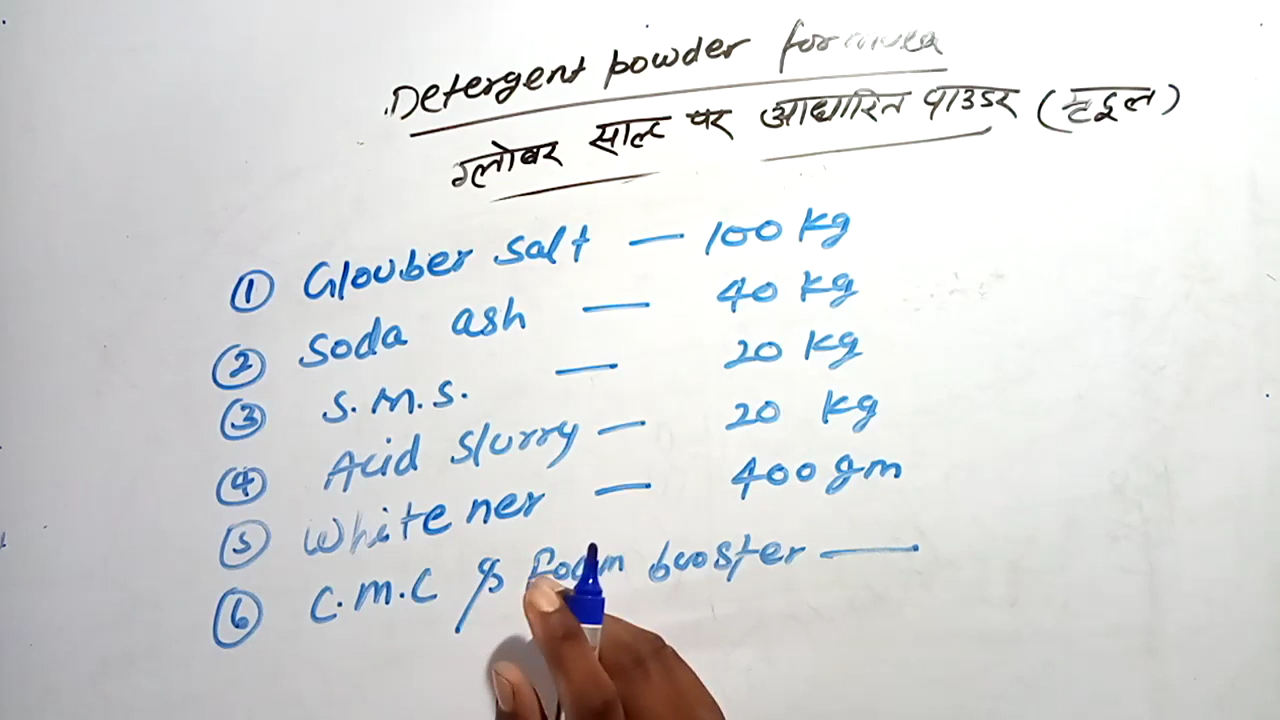 Detergent powder formula
ग्लोबर साल्ट पर आधारित पाउडर (व्हील)
① Glouber salt — 100 kg
② Soda ash — 40 kg
③ S.M.S. — 20 kg
④ Acid slurry — 20 kg
⑤ Whitener — 400 gm
⑥ C.M.C & Foam booster —